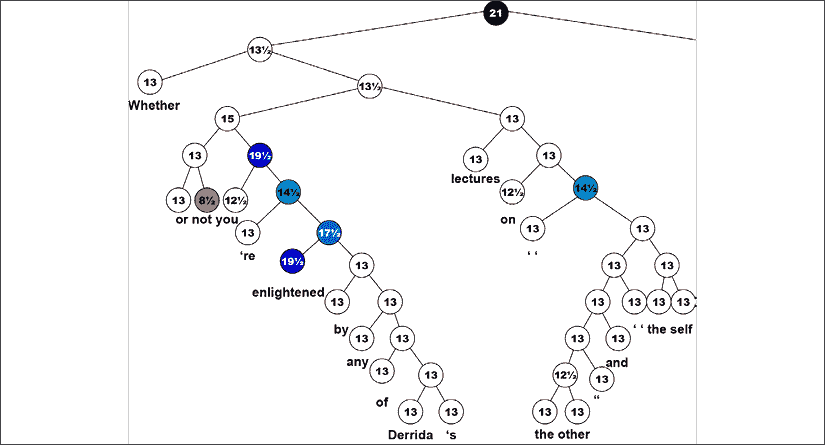 21
13½
13
13½
Whether
15 13
13 19½ 13 13
lectures
14½ 12½ 14½
13 8½ 12½
or not you on
13 17½ 13 13
‘re ‘ ‘
19½ 13 13 13
enlightened
13 13 13 13 13 13
by ‘ ‘ the self
13 13 13
any and
13 13 12½ 13
of “
13 13 13 13
Derrida ‘s the other